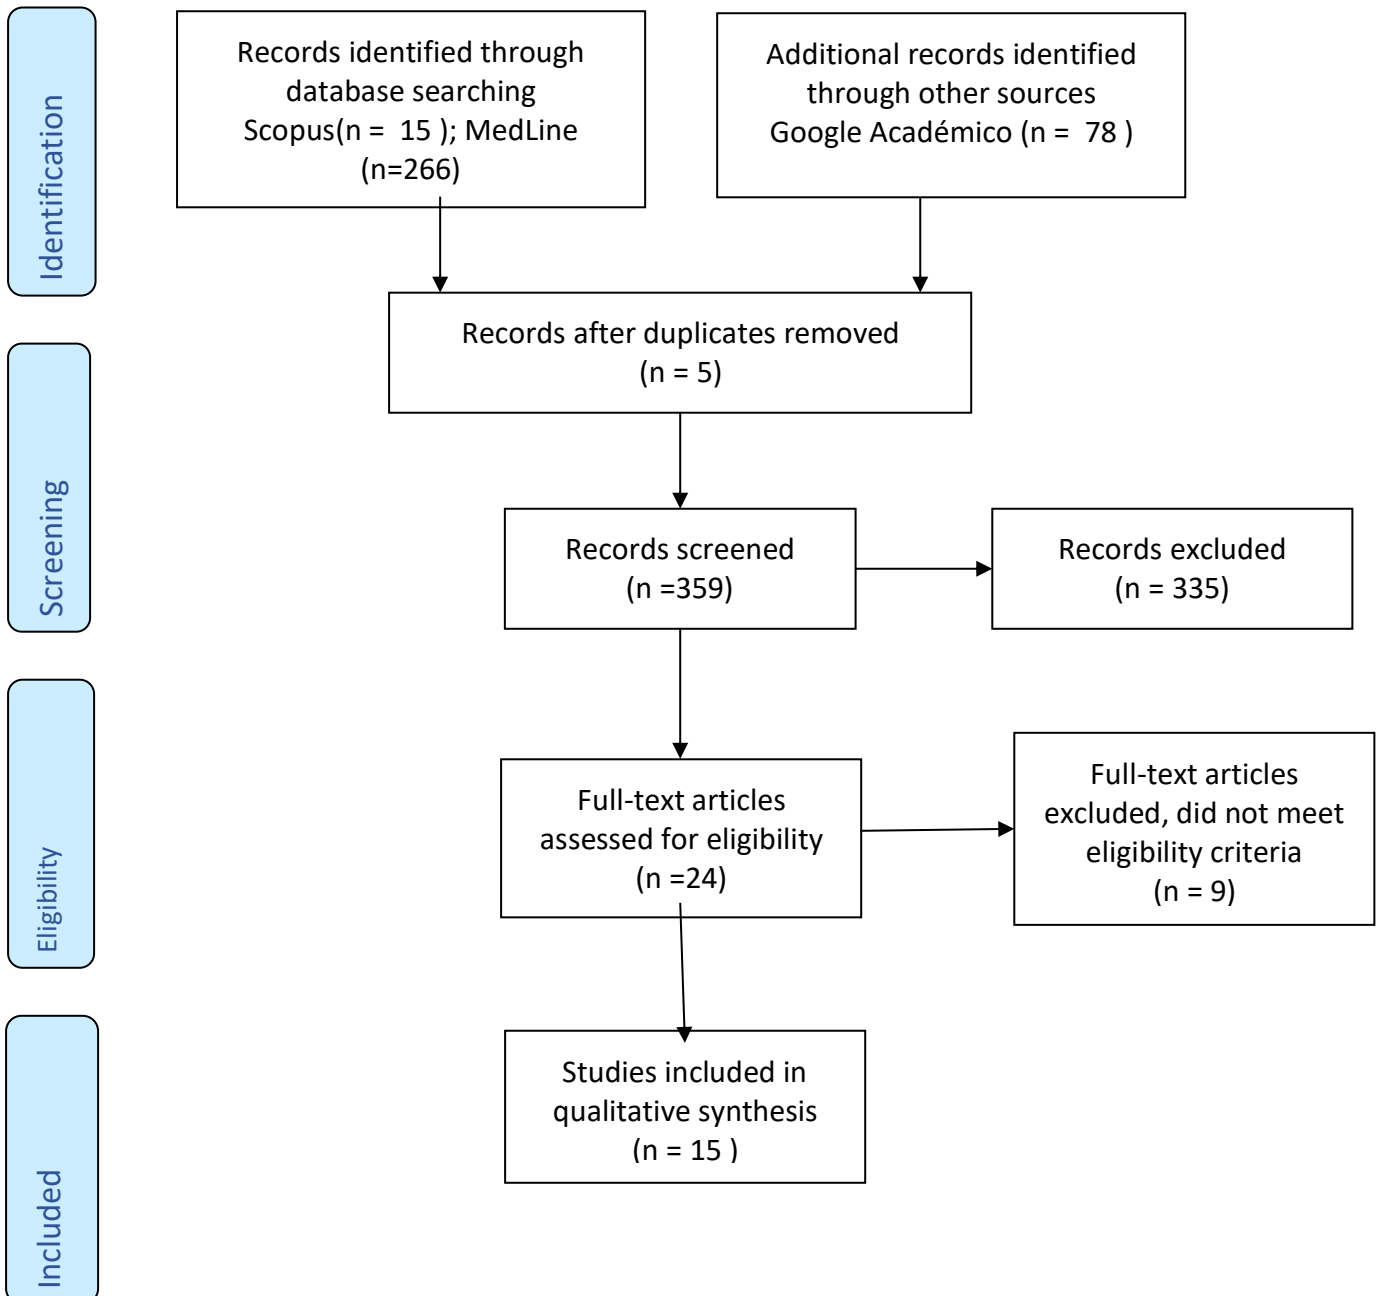 Identification
Records identified through
database searching
Scopus(n =  15 ); MedLine
(n=266)
Additional records identified
through other sources
Google Académico (n =  78 )
Records after duplicates removed
(n = 5)
Screening
Records screened
(n =359)
Records excluded
(n = 335)
Eligibility
Full-text articles
assessed for eligibility
(n =24)
Full-text articles
excluded, did not meet
eligibility criteria
(n = 9)
Included
Studies included in
qualitative synthesis
(n = 15 )